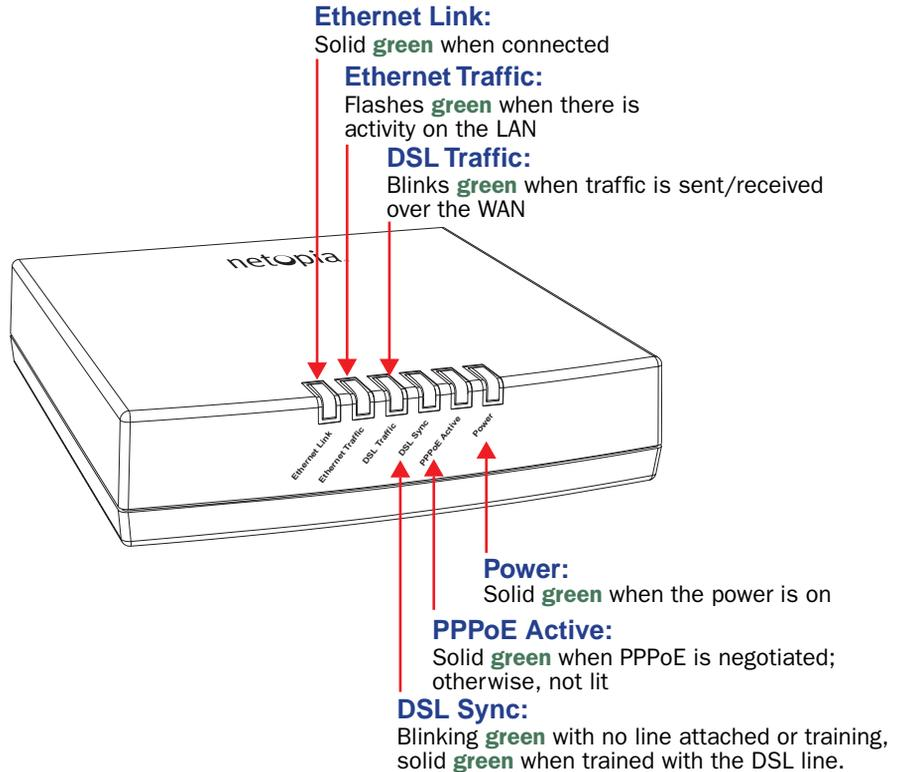 Ethernet Link:
Solid green when connected
Ethernet Traffic:
Flashes green when there is
activity on the LAN
DSL Traffic:
Blinks green when traffic is sent/received
over the WAN
netopia
Ethernet Link
Ethernet Traffic
DSL Traffic
DSL Sync
PPPoE Active
Power
Power:
Solid green when the power is on
PPPoE Active:
Solid green when PPPoE is negotiated;
otherwise, not lit
DSL Sync:
Blinking green with no line attached or training,
solid green when trained with the DSL line.